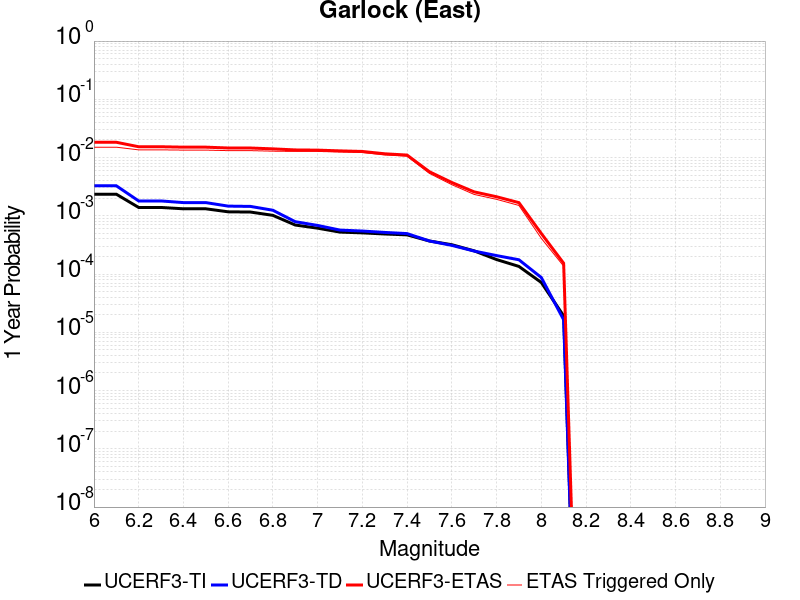 Garlock (East)
10^0
10^-1
10^-2
10^-3
10^-4
10^-5
10^-6
10^-7
10^-8
1 Year Probability
6 6.2 6.4 6.6 6.8 7 7.2 7.4 7.6 7.8 8 8.2 8.4 8.6 8.8 9
Magnitude
UCERF3-TI UCERF3-TD UCERF3-ETAS ETAS Triggered Only